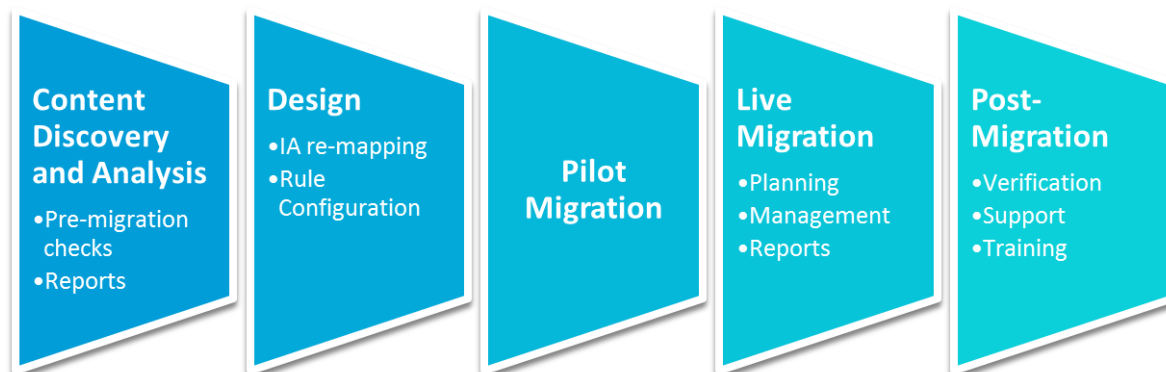 Content
Discovery
and Analysis
•Pre-migration
checks
•Reports
Design
•IA re-mapping
•Rule
Configuration
Pilot
Migration
Live
Migration
•Planning
•Management
•Reports
Post-
Migration
•Verification
•Support
•Training